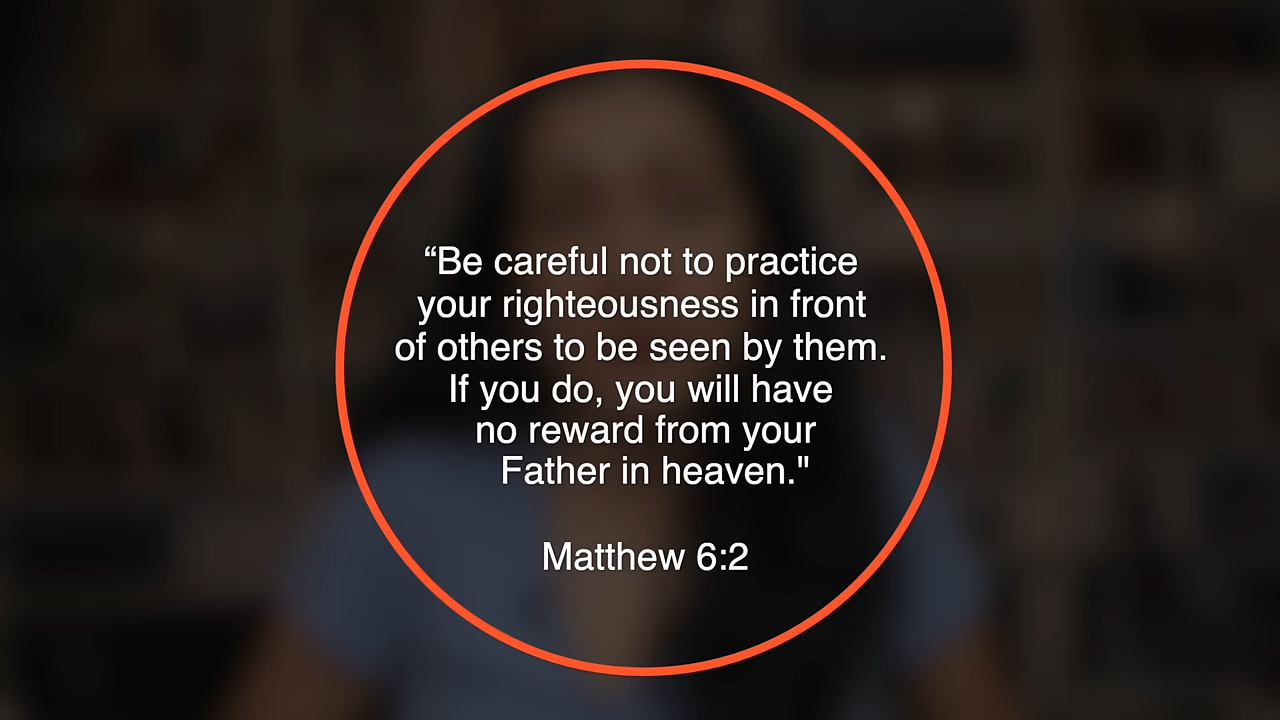 “Be careful not to practice
your righteousness in front
of others to be seen by them.
If you do, you will have
no reward from your
Father in heaven."
Matthew 6:2